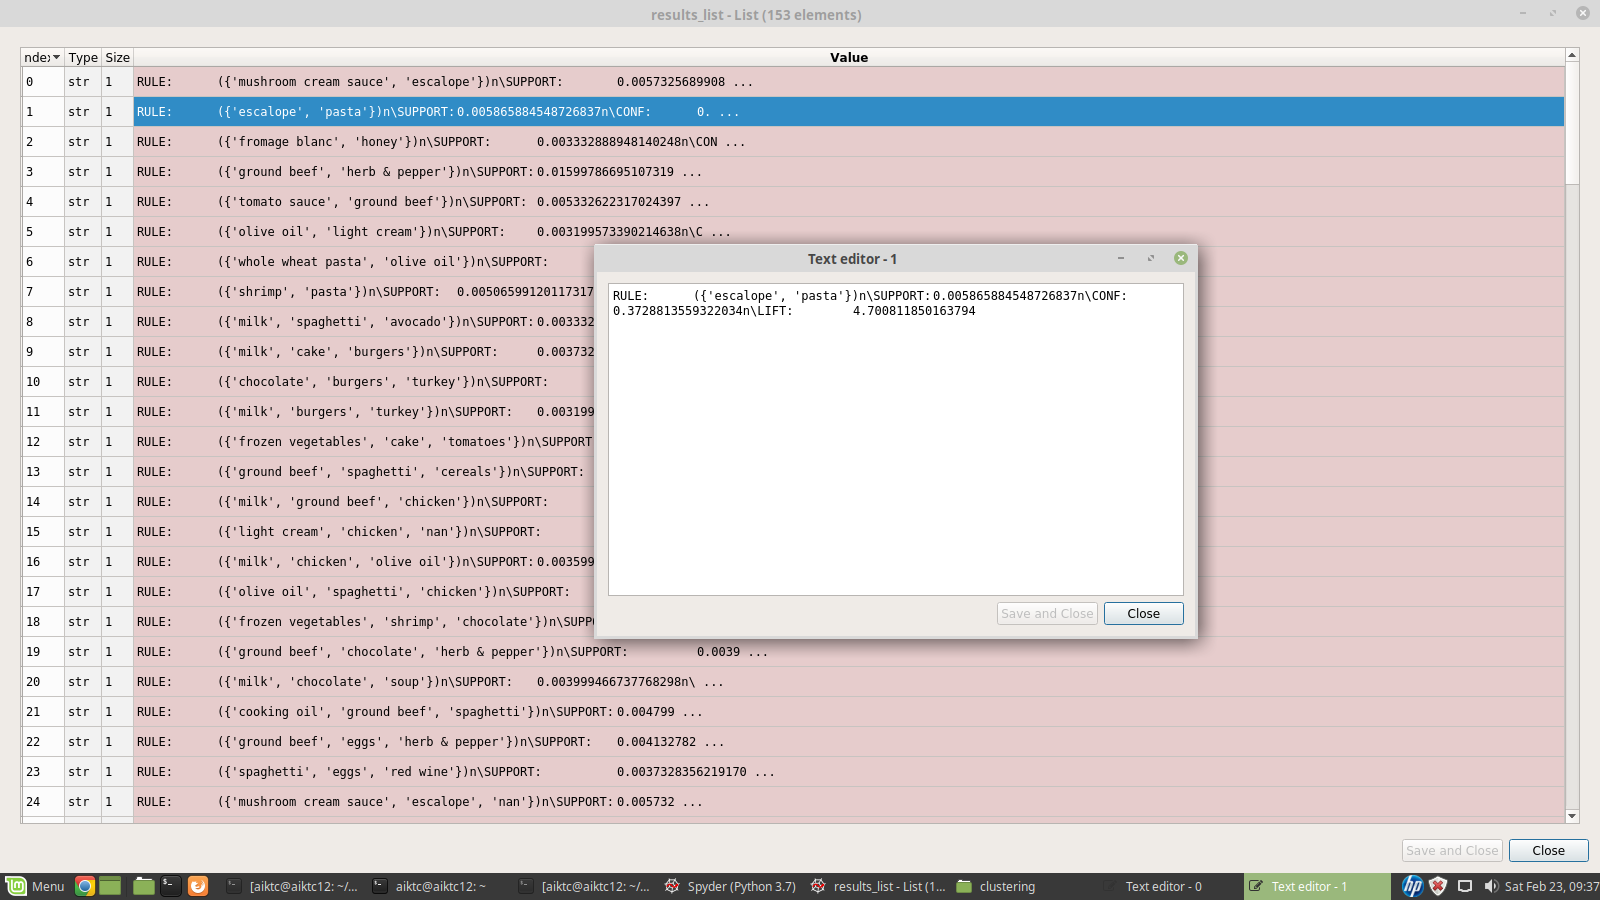 results_list - List (153 elements)
ndex Type Size Value
0 str 1 RULE: ({'mushroom cream sauce', 'escalope'})n\SUPPORT: 0.0057325689908 ...
1 str 1 RULE: ({'escalope', 'pasta'})n\SUPPORT: 0.005865884548726837n\CONF: 0. ...
2 str 1 RULE: ({'fromage blanc', 'honey'})n\SUPPORT: 0.003332888948140248n\CON ...
3 str 1 RULE: ({'ground beef', 'herb & pepper'})n\SUPPORT: 0.01599786695107319 ...
4 str 1 RULE: ({'tomato sauce', 'ground beef'})n\SUPPORT: 0.005332622317024397 ...
5 str 1 RULE: ({'olive oil', 'light cream'})n\SUPPORT: 0.003199573390214638n\C ...
6 str 1 RULE: ({'whole wheat pasta', 'olive oil'})n\SUPPORT:
7 str 1 RULE: ({'shrimp', 'pasta'})n\SUPPORT: 0.00506599120117317
8 str 1 RULE: ({'milk', 'spaghetti', 'avocado'})n\SUPPORT: 0.003332
9 str 1 RULE: ({'milk', 'cake', 'burgers'})n\SUPPORT: 0.003732
10 str 1 RULE: ({'chocolate', 'burgers', 'turkey'})n\SUPPORT:
11 str 1 RULE: ({'milk', 'burgers', 'turkey'})n\SUPPORT: 0.003199
12 str 1 RULE: ({'frozen vegetables', 'cake', 'tomatoes'})n\SUPPORT
13 str 1 RULE: ({'ground beef', 'spaghetti', 'cereals'})n\SUPPORT:
14 str 1 RULE: ({'milk', 'ground beef', 'chicken'})n\SUPPORT:
15 str 1 RULE: ({'light cream', 'chicken', 'nan'})n\SUPPORT:
16 str 1 RULE: ({'milk', 'chicken', 'olive oil'})n\SUPPORT: 0.003599
17 str 1 RULE: ({'olive oil', 'spaghetti', 'chicken'})n\SUPPORT:
18 str 1 RULE: ({'frozen vegetables', 'shrimp', 'chocolate'})n\SUPP
19 str 1 RULE: ({'ground beef', 'chocolate', 'herb & pepper'})n\SUPPORT: 0.0039 ...
20 str 1 RULE: ({'milk', 'chocolate', 'soup'})n\SUPPORT: 0.003999466737768298n\ ...
21 str 1 RULE: ({'cooking oil', 'ground beef', 'spaghetti'})n\SUPPORT: 0.004799 ...
22 str 1 RULE: ({'ground beef', 'eggs', 'herb & pepper'})n\SUPPORT: 0.004132782 ...
23 str 1 RULE: ({'spaghetti', 'eggs', 'red wine'})n\SUPPORT: 0.0037328356219170 ...
24 str 1 RULE: ({'mushroom cream sauce', 'escalope', 'nan'})n\SUPPORT: 0.005732 ...
Text editor - 1
RULE: ({'escalope', 'pasta'})n\SUPPORT: 0.005865884548726837n\CONF:
0.3728813559322034n\LIFT: 4.700811850163794
Save and Close Close
Save and Close Close
Menu [aiktc@aiktc12: ~/... aiktc@aiktc12: ~ [aiktc@aiktc12: ~/... Spyder (Python 3.7) results_list - List (1... clustering Text editor - 0 Text editor - 1 hp Sat Feb 23, 09:37